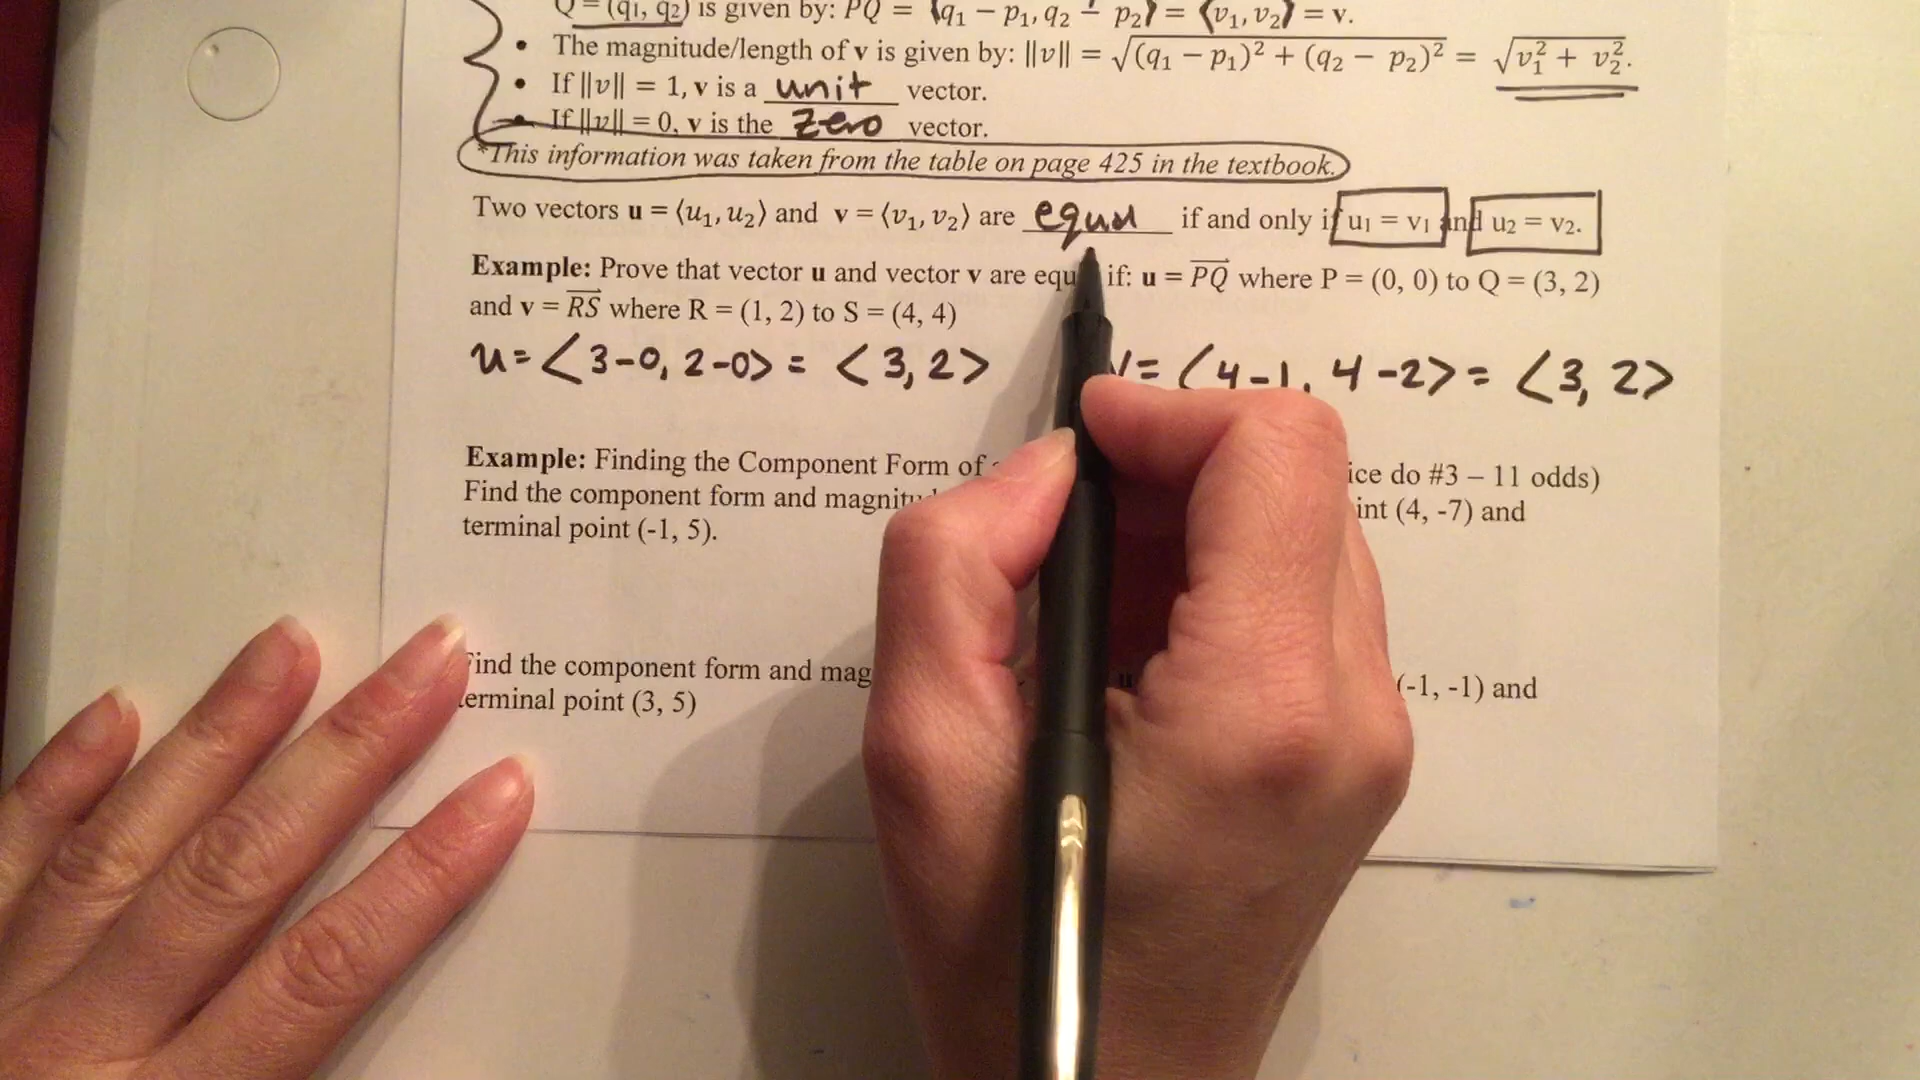 Q = (q1, q2) is given by: PQ = ⟨q1 − p1, q2 − p2⟩ = ⟨v1, v2⟩ = v.
• The magnitude/length of v is given by: ||v|| = √(q1 − p1)² + (q2 − p2)² = √v1² + v2².
• If ||v|| = 1, v is a unit vector.
• If ||v|| = 0, v is the zero vector.
*This information was taken from the table on page 425 in the textbook.
Two vectors u = ⟨u1, u2⟩ and v = ⟨v1, v2⟩ are equal if and only if u1 = v1 and u2 = v2.
Example: Prove that vector u and vector v are equ if: u = PQ where P = (0, 0) to Q = (3, 2)
and v = RS where R = (1, 2) to S = (4, 4)
u = <3-0, 2-0> = <3, 2> v = <4-1, 4-2> = <3, 2>
Example: Finding the Component Form of ice do #3 – 11 odds)
Find the component form and magnitu int (4, -7) and
terminal point (-1, 5).
Find the component form and mag u (-1, -1) and
terminal point (3, 5)